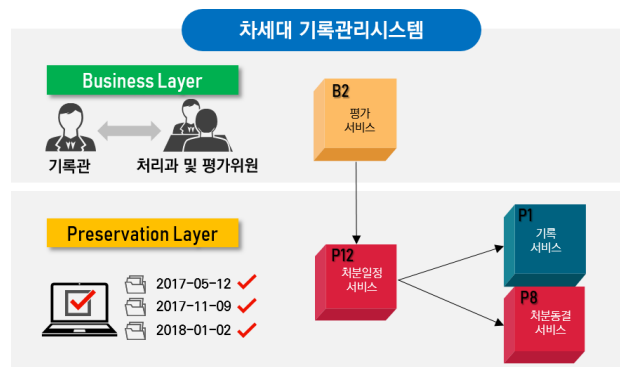 차세대 기록관리시스템
Business Layer
기록관
처리과 및 평가위원
B2
평가
서비스
Preservation Layer
2017-05-12
2017-11-09
2018-01-02
P12
처분일정
서비스
P1
기록
서비스
P8
처분동결
서비스